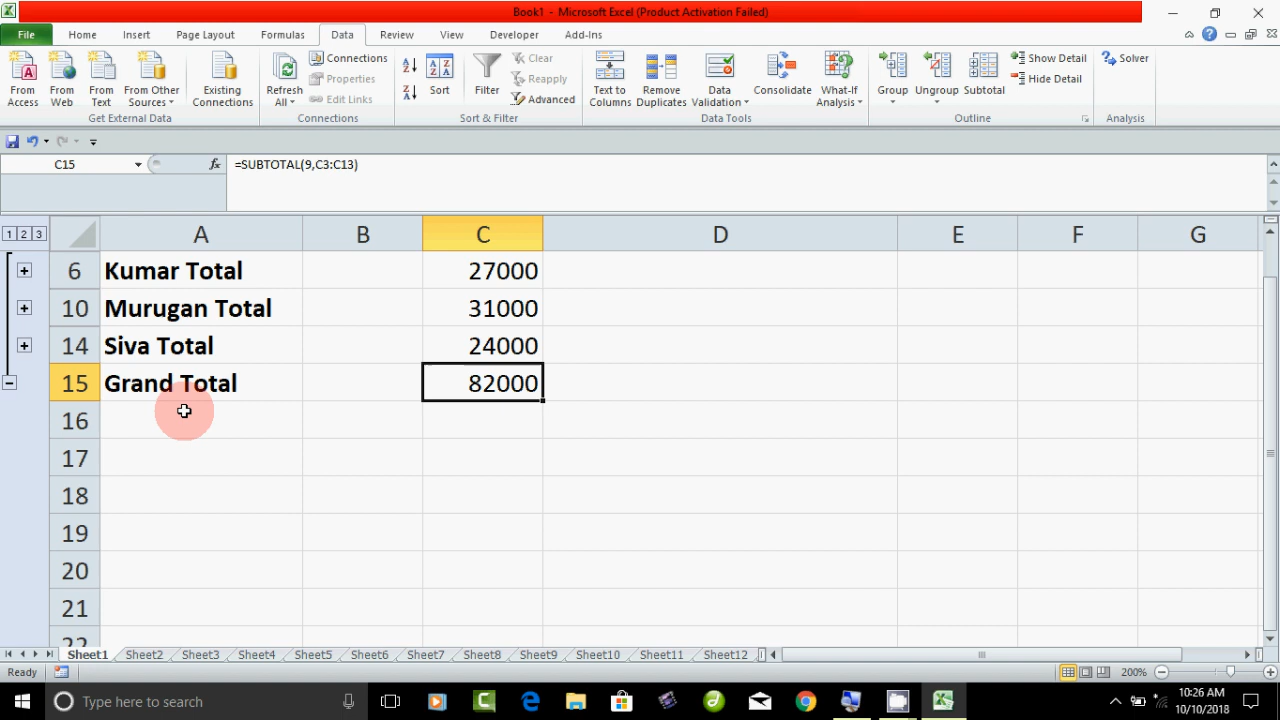 Book1 - Microsoft Excel (Product Activation Failed)
File Home Insert Page Layout Formulas Data Review View Developer Add-Ins
From Access
From Web
From Text
From Other Sources
Existing Connections
Get External Data
Refresh All
Connections
Properties
Edit Links
Connections
Sort
Filter
Clear
Reapply
Advanced
Sort & Filter
Text to Columns
Remove Duplicates
Data Validation
Consolidate
What-If Analysis
Data Tools
Group
Ungroup
Subtotal
Show Detail
Hide Detail
Outline
Solver
Analysis
C15 fx =SUBTOTAL(9,C3:C13)
1 2 3 A B C D E F G
6 Kumar Total 27000
10 Murugan Total 31000
14 Siva Total 24000
15 Grand Total 82000
16
17
18
19
20
21
22
Sheet1 Sheet2 Sheet3 Sheet4 Sheet5 Sheet6 Sheet7 Sheet8 Sheet9 Sheet10 Sheet11 Sheet12
Ready 200%
Type here to search
10:26 AM
10/10/2018